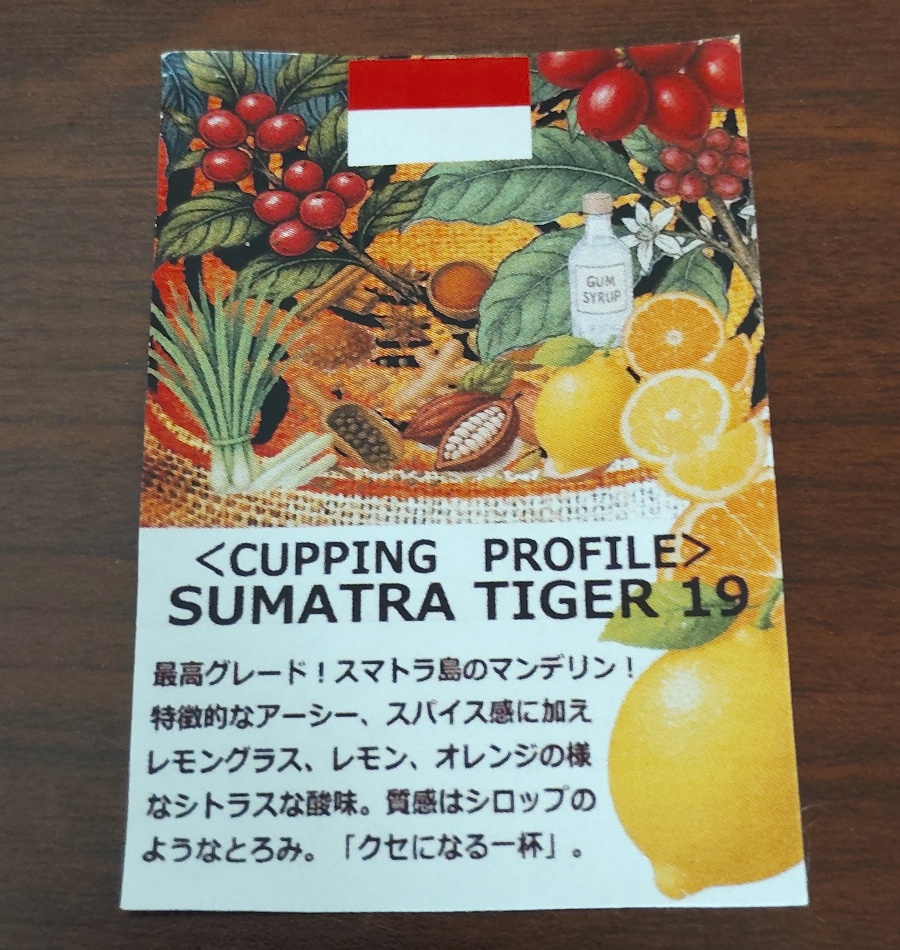 GUM
SYRUP
＜CUPPING PROFILE＞
SUMATRA TIGER 19
最高グレード！スマトラ島のマンデリン！
特徴的なアーシー、スパイス感に加え
レモングラス、レモン、オレンジの様
なシトラスな酸味。質感はシロップの
ようなとろみ。「クセになる一杯」。